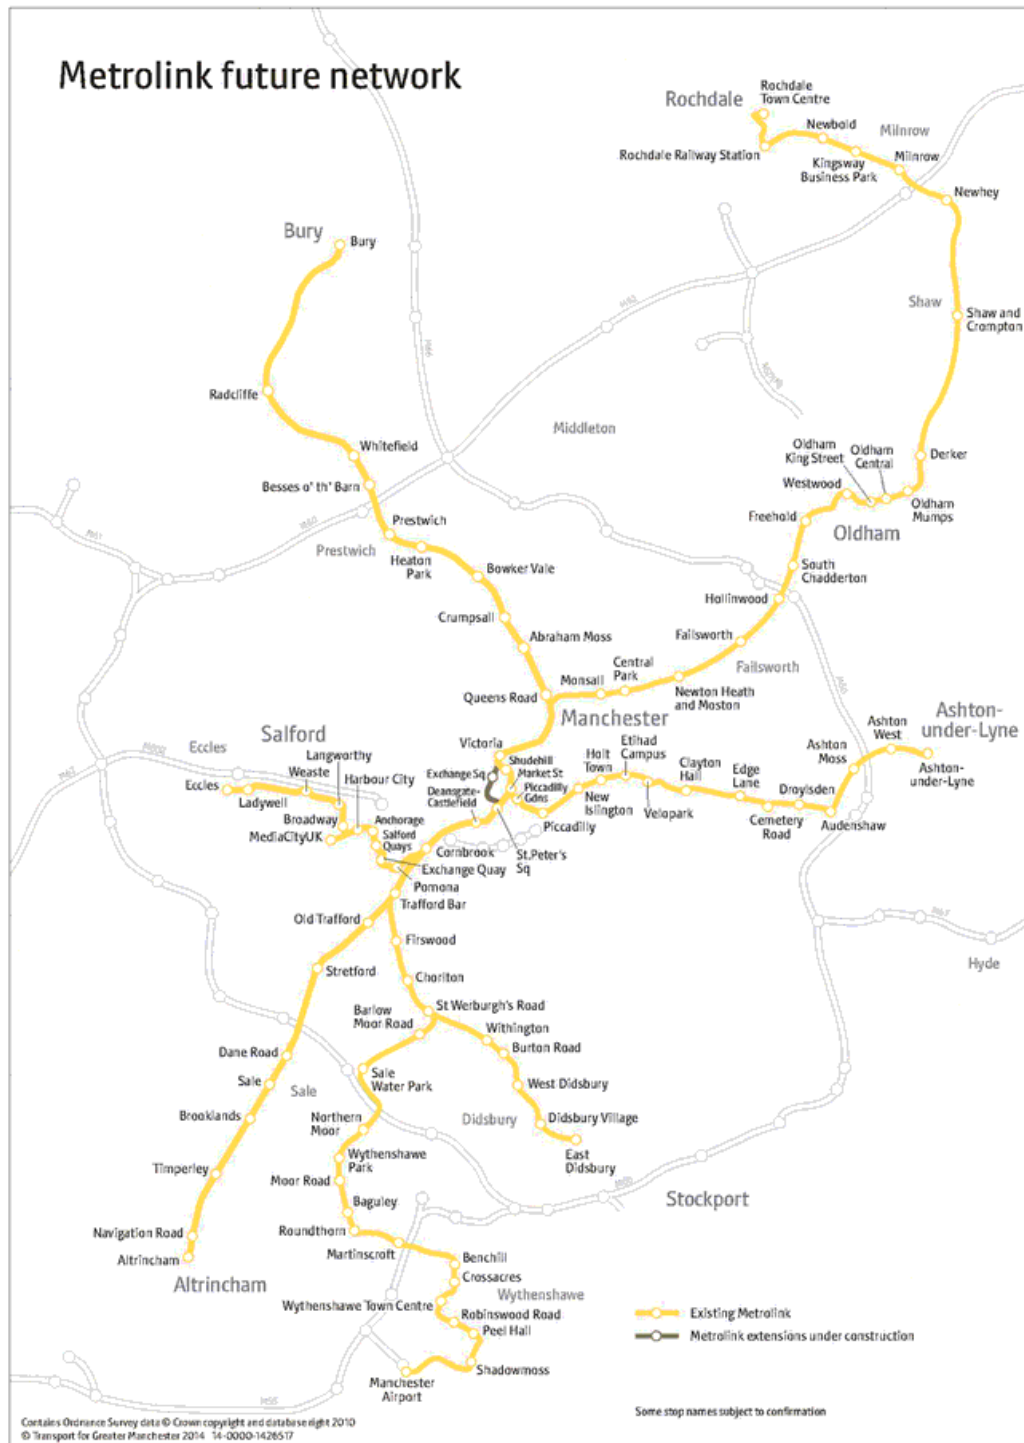 Metrolink future network
Rochdale
Rochdale
Town Centre
Newbold
Milnrow
Rochdale Railway Station
Kingsway
Business Park
Milnrow
Newhey
Bury
Bury
M62
Shaw
Shaw and
Crompton
M66
Radcliffe
Middleton
Whitefield
Oldham
King Street
Oldham
Central
Derker
Besses o' th' Barn
Westwood
Prestwich
Freehold
Oldham
Mumps
M60
M61
Oldham
Prestwich
Heaton
Park
Bowker Vale
South
Chadderton
Crumpsall
Hollinwood
Abraham Moss
Failsworth
Monsall
Central
Park
Failsworth
M60
Queens Road
Newton Heath
and Moston
Manchester
Ashton-
under-Lyne
Salford
Eccles
M602
M62
Victoria
Shudehill
Etihad
Campus
Ashton
West
Langworthy
Weaste
Harbour City
Exchange Sq
Market St
Holt
Town
Clayton
Hall
Ashton
Moss
Ashton-
under-Lyne
Eccles
Ladywell
Deansgate-
Castlefield
Piccadilly
Gdns
New
Islington
Edge
Lane
Droylsden
Broadway
Anchorage
Velopark
Cemetery
Road
Audenshaw
MediaCityUK
Salford
Quays
Piccadilly
Cornbrook
St.Peter's
Sq
Exchange Quay
Pomona
Trafford Bar
Old Trafford
M67
Firswood
Hyde
Stretford
Chorlton
Barlow
Moor Road
St Werburgh's Road
Withington
Burton Road
Dane Road
Sale
Sale
Sale
Water Park
West Didsbury
Brooklands
Northern
Moor
Didsbury
Didsbury Village
Timperley
Wythenshawe
Park
East
Didsbury
Moor Road
M60
Stockport
Baguley
Navigation Road
Roundthorn
Altrincham
Martinscroft
Benchill
Altrincham
Crossacres
Wythenshawe
Wythenshawe Town Centre
Robinswood Road
Peel Hall
Existing Metrolink
Metrolink extensions under construction
Shadowmoss
Manchester
Airport
M56
Some stop names subject to confirmation
Contains Ordnance Survey data © Crown copyright and database right 2010
© Transport for Greater Manchester 2014 14-0000-1426517